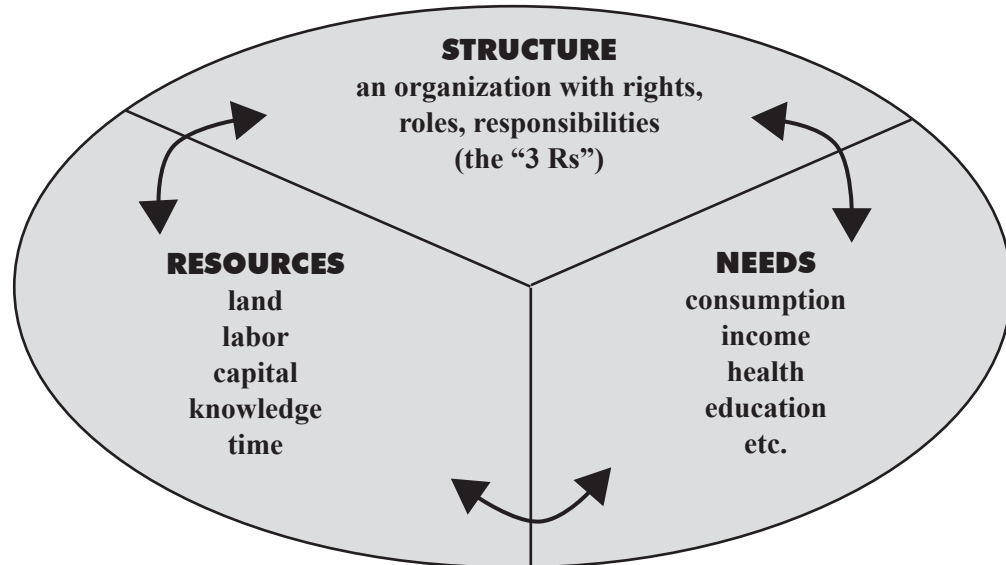 STRUCTURE
an organization with rights,
roles, responsibilities
(the “3 Rs”)
RESOURCES
land
labor
capital
knowledge
time
NEEDS
consumption
income
health
education
etc.